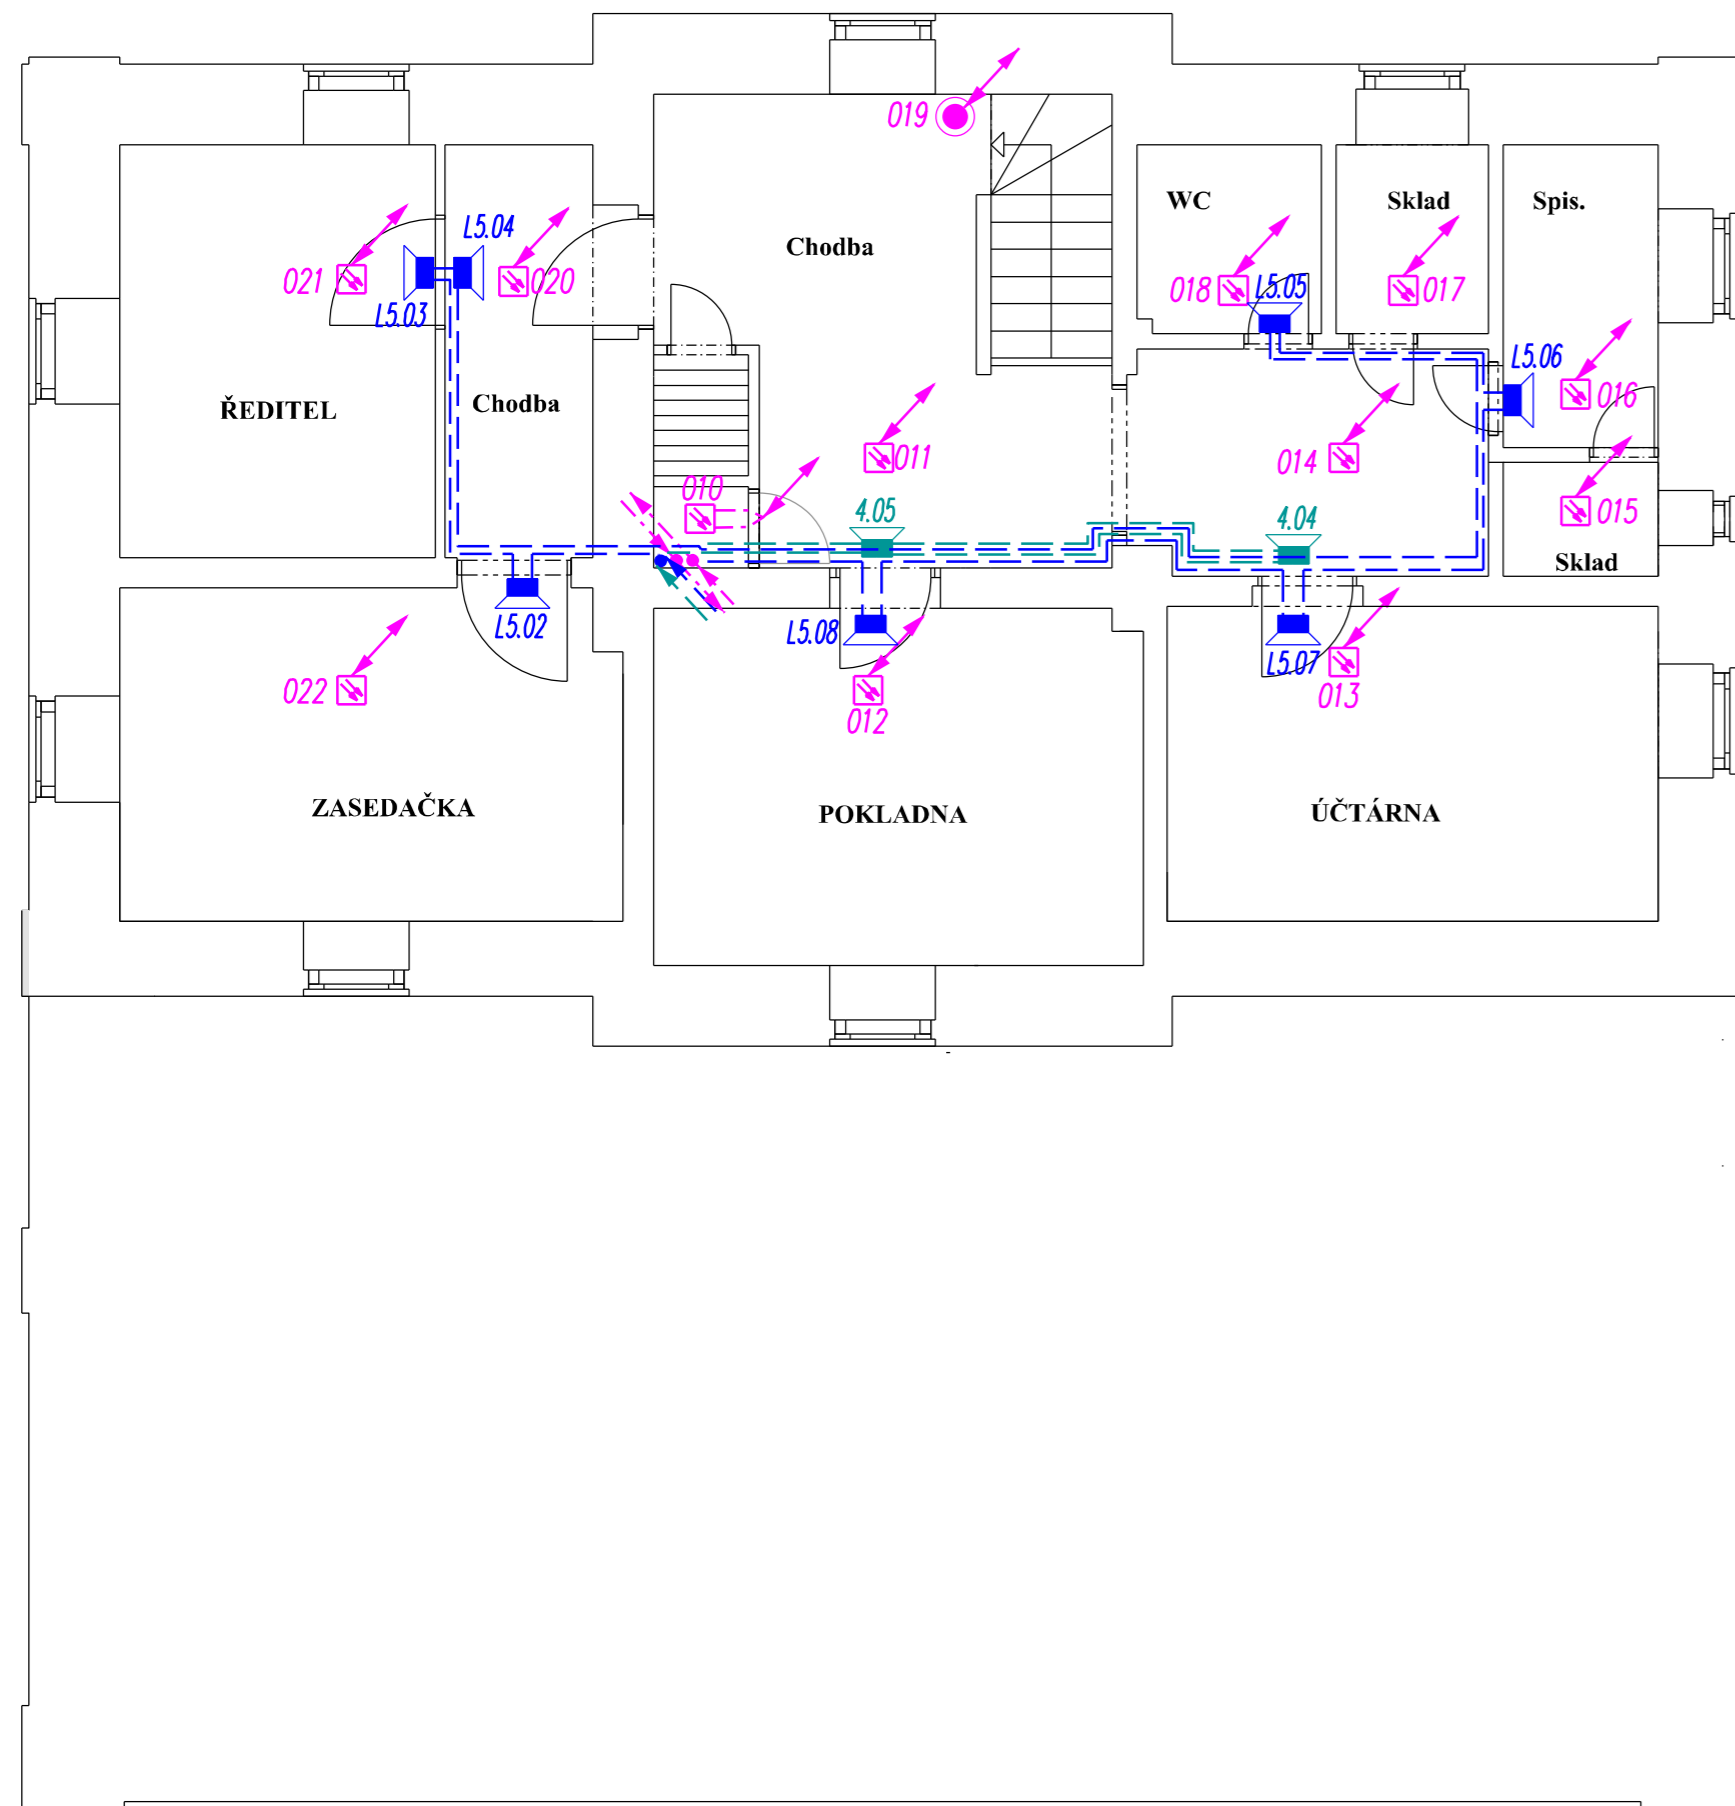 019
WC
Sklad
Spis.
L5.04
Chodba
021
020
018
L5.05
017
L5.03
L5.06
016
ŘEDITEL
Chodba
011
014
010
4.05
4.04
015
Sklad
L5.02
L5.08
L5.07
022
012
013
ZASEDAČKA
POKLADNA
ÚČTÁRNA